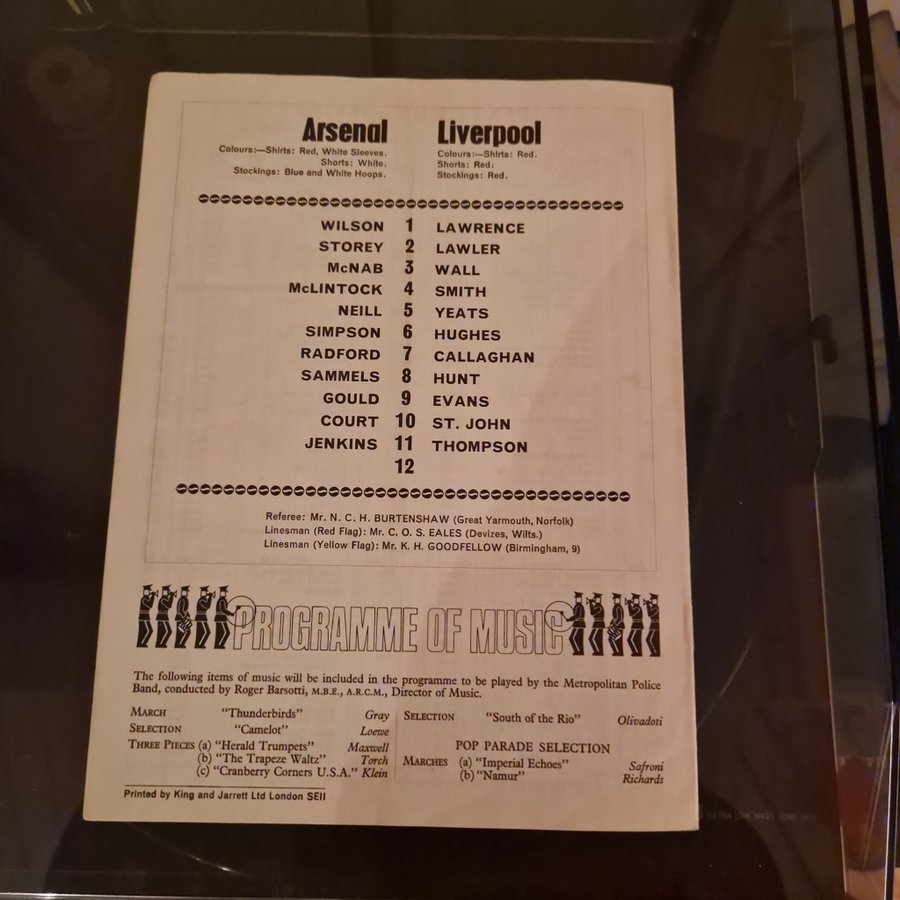 Arsenal
Colours:—Shirts: Red, White Sleeves.
Shorts: White.
Stockings: Blue and White Hoops.
Liverpool
Colours:—Shirts: Red.
Shorts: Red.
Stockings: Red.
WILSON 1 LAWRENCE
STOREY 2 LAWLER
McNAB 3 WALL
McLINTOCK 4 SMITH
NEILL 5 YEATS
SIMPSON 6 HUGHES
RADFORD 7 CALLAGHAN
SAMMELS 8 HUNT
GOULD 9 EVANS
COURT 10 ST. JOHN
JENKINS 11 THOMPSON
12
Referee: Mr. N. C. H. BURTENSHAW (Great Yarmouth, Norfolk)
Linesman (Red Flag): Mr. C. O. S. EALES (Devizes, Wilts.)
Linesman (Yellow Flag): Mr. K. H. GOODFELLOW (Birmingham, 9)
PROGRAMME OF MUSIC
The following items of music will be included in the programme to be played by the Metropolitan Police
Band, conducted by Roger Barsotti, M.B.E., A.R.C.M., Director of Music.
MARCH "Thunderbirds" Gray
SELECTION "Camelot" Loewe
THREE PIECES (a) "Herald Trumpets" Maxwell
(b) "The Trapeze Waltz" Torch
(c) "Cranberry Corners U.S.A." Klein
SELECTION "South of the Rio" Olivadoti
POP PARADE SELECTION
MARCHES (a) "Imperial Echoes" Safroni
(b) "Namur" Richards
Printed by King and Jarrett Ltd London SE11
EXTRA LOW MASS TONE ARM